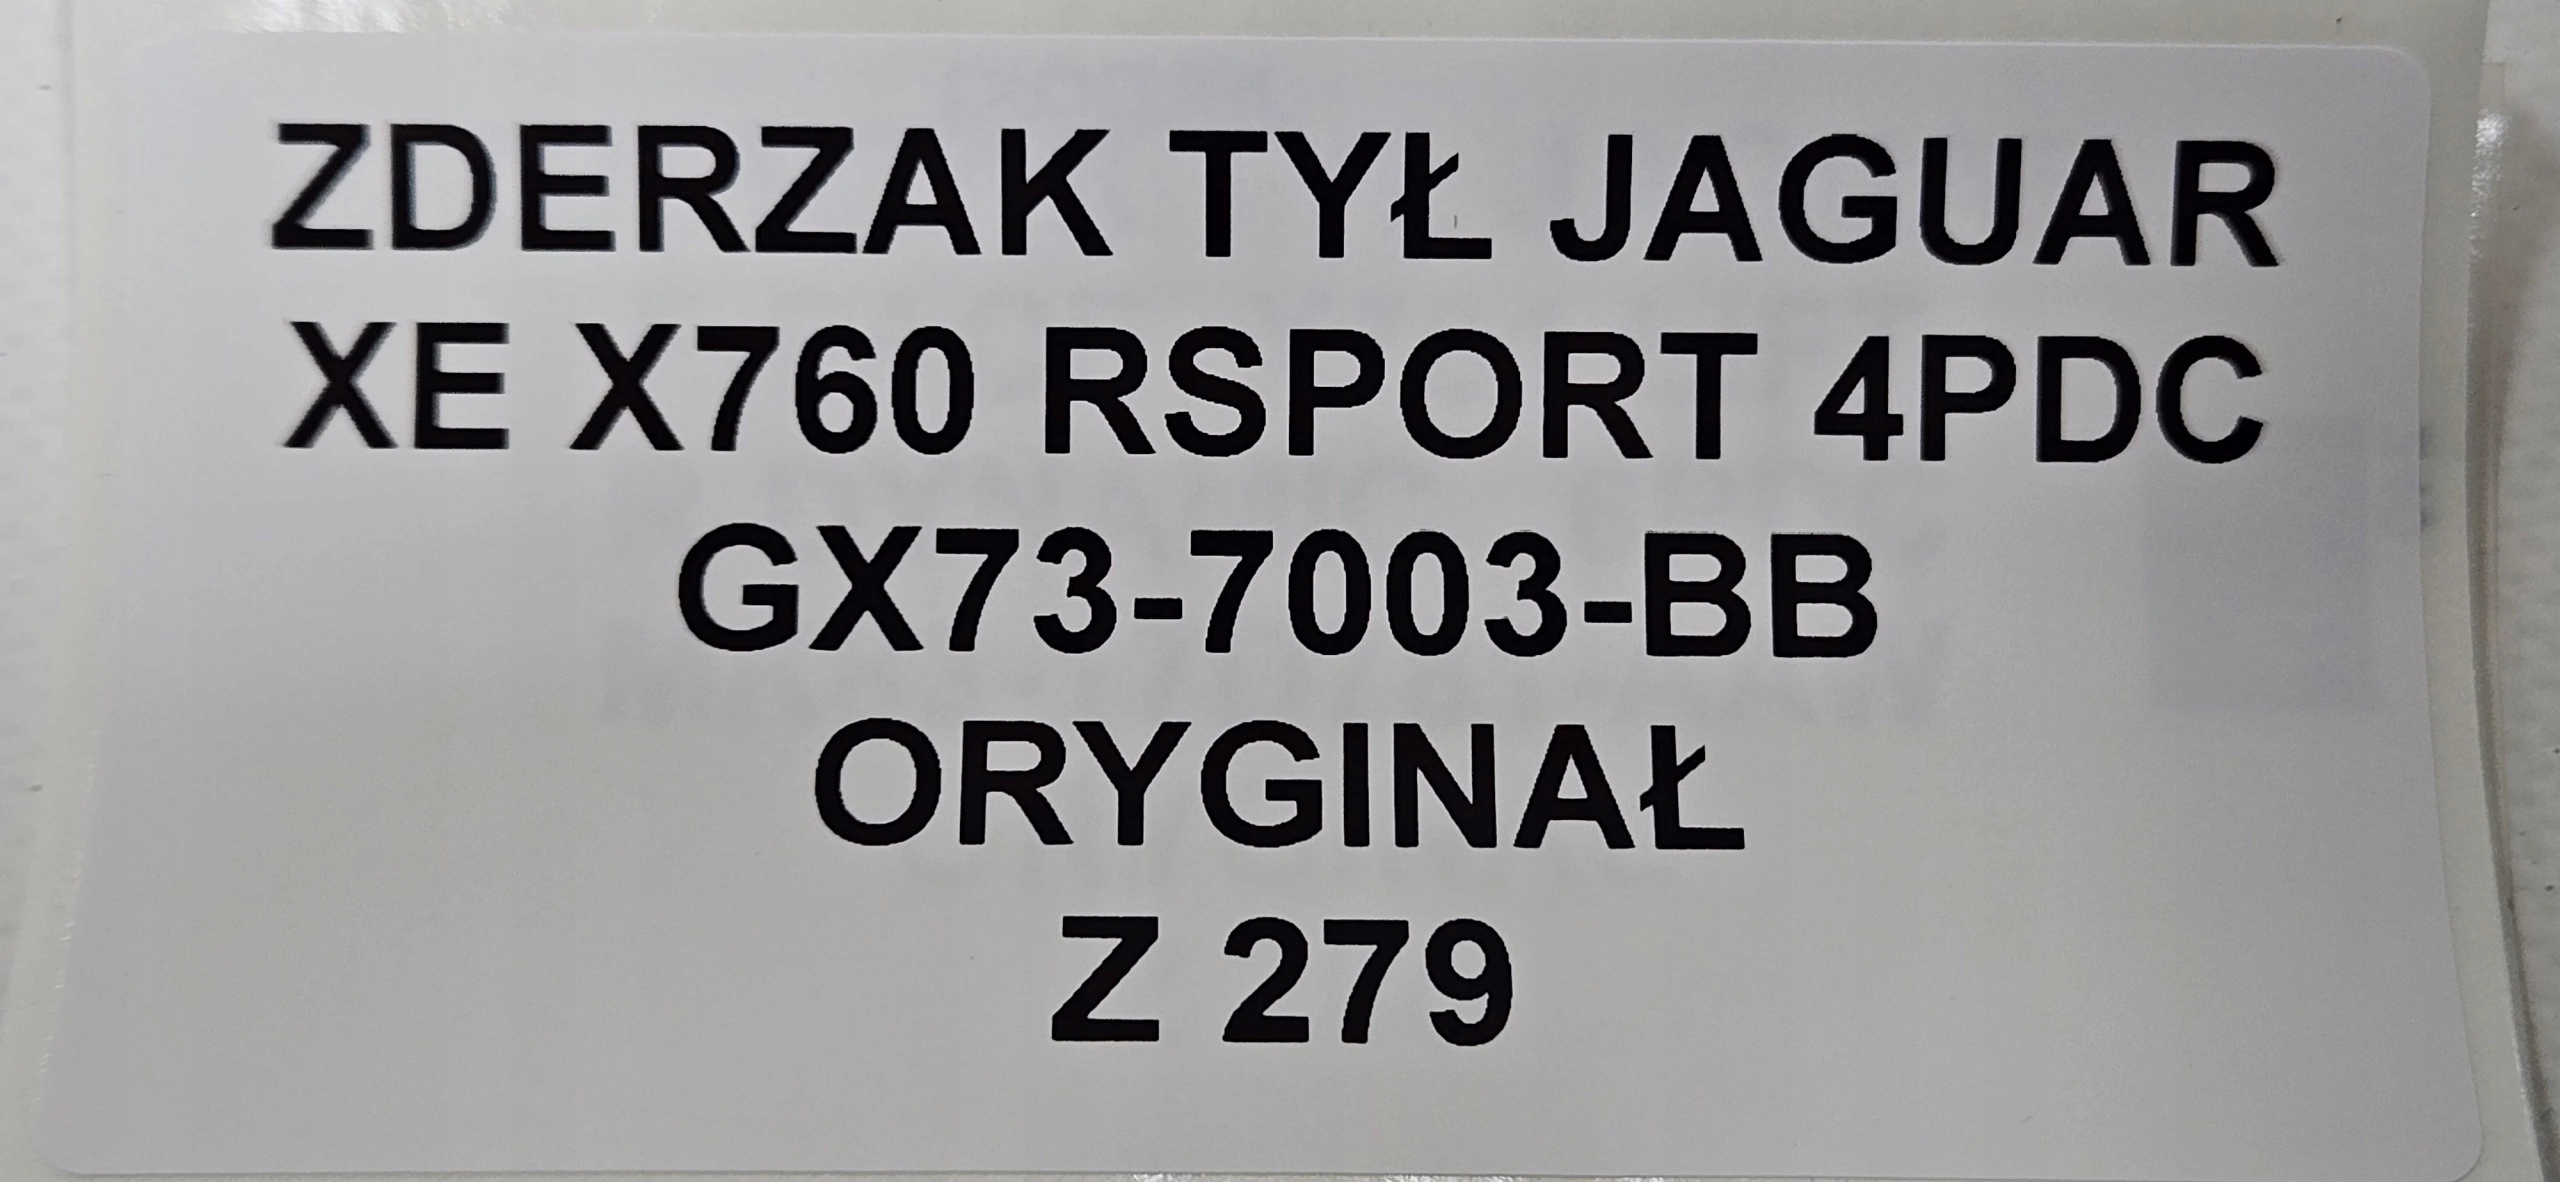 ZDERZAK TYŁ JAGUAR
XE X760 RSPORT 4PDC
GX73-7003-BB
ORYGINAŁ
Z 279